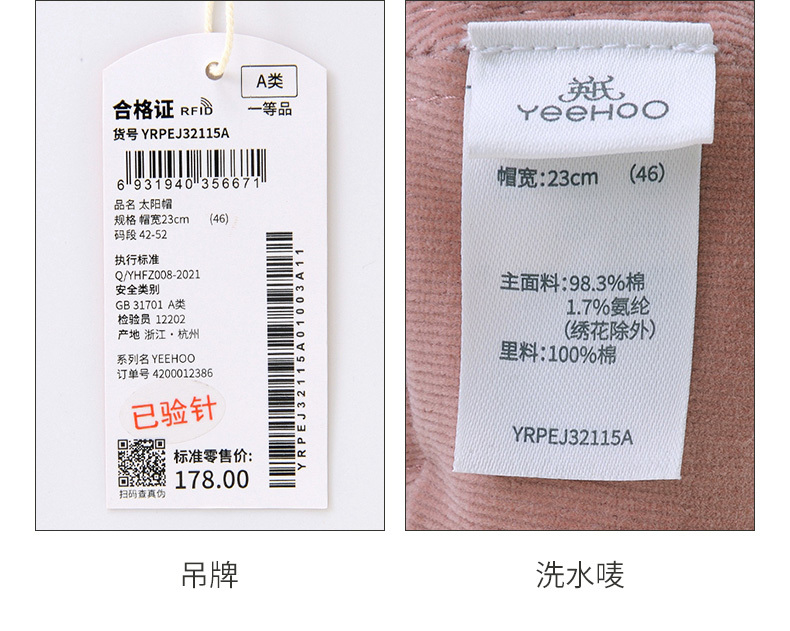 A类
一等品
合格证 RFID
货号 YRPEJ32115A
6 931940 356671
品名 太阳帽
规格 帽宽23cm (46)
码段 42-52
执行标准
Q/YHFZ008-2021
安全类别
GB 31701 A类
检验员 12202
产地 浙江·杭州
系列名 YEEHOO
订单号 4200012386
已验针
扫码查真伪
标准零售价:
178.00
YRPEJ32115A01003A11
吊牌
英氏
YeeHOO
帽宽:23cm (46)
主面料:98.3%棉
1.7%氨纶
(绣花除外)
里料:100%棉
YRPEJ32115A
洗水唛